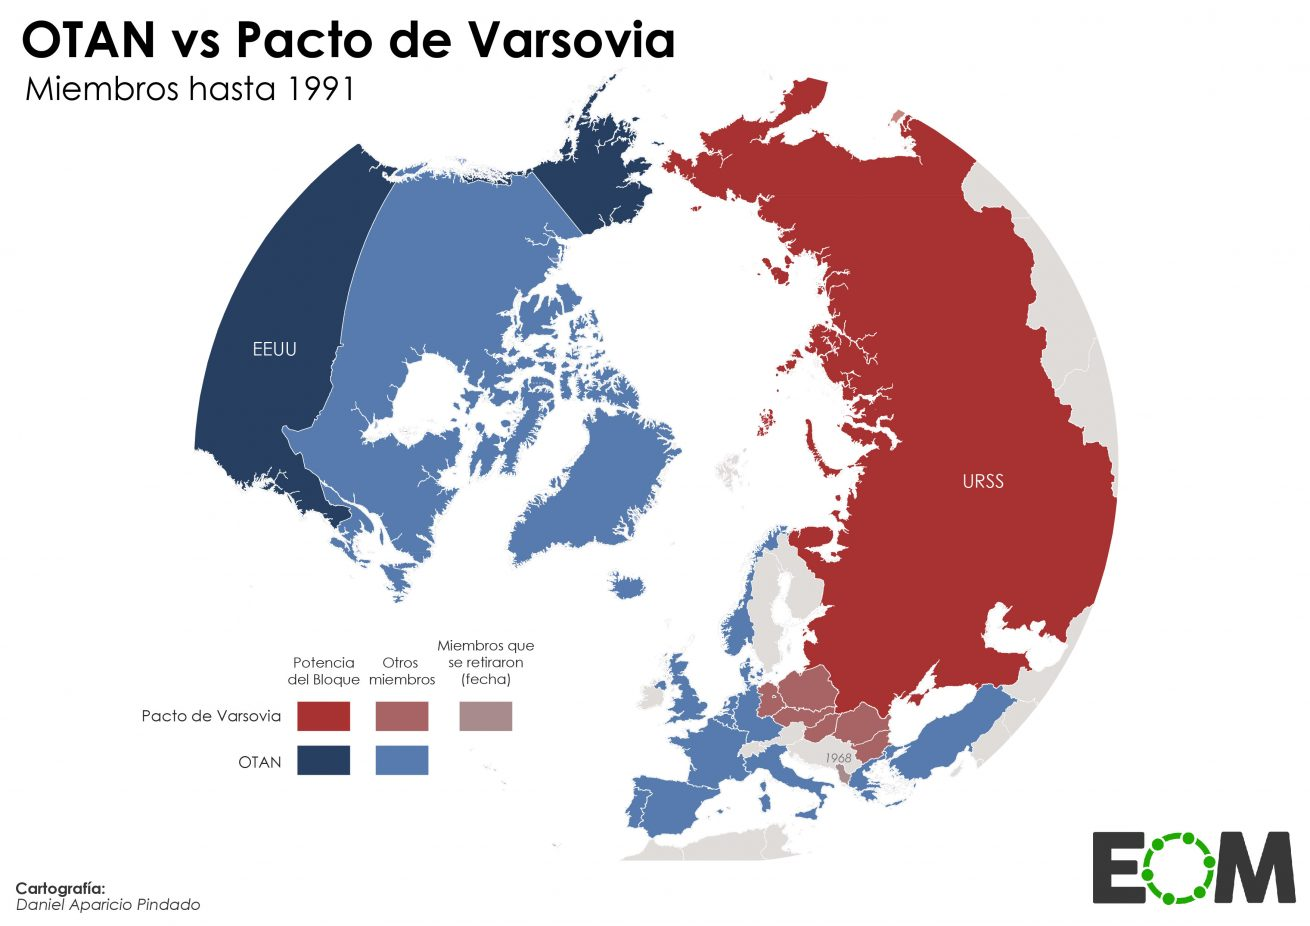 OTAN vs Pacto de Varsovia
Miembros hasta 1991
EEUU
URSS
1968
Miembros que
se retiraron
(fecha)
Potencia
del Bloque
Otros
miembros
Pacto de Varsovia
OTAN
Cartografía:
Daniel Aparicio Pindado
EOM